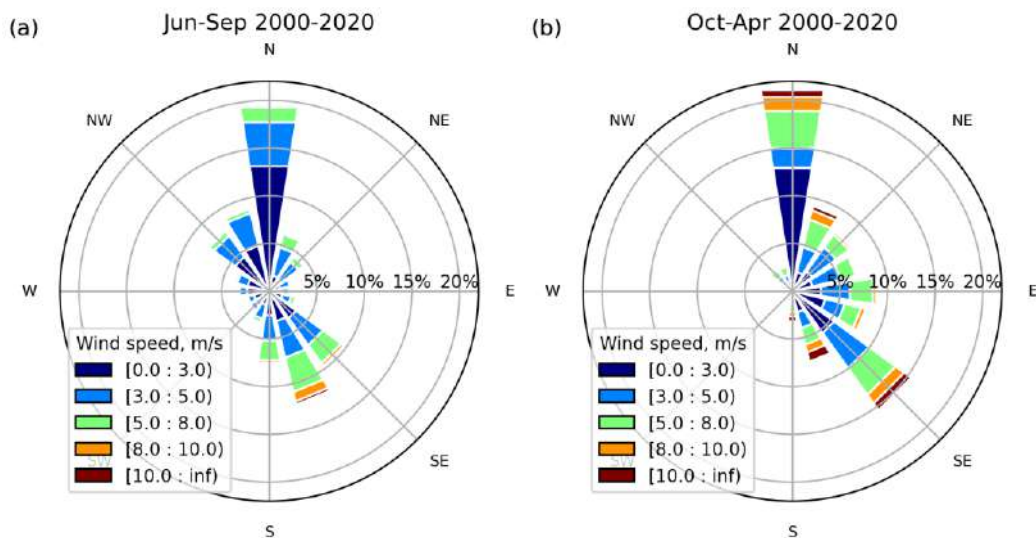 (a) Jun-Sep 2000-2020
N
NW
NE
W
5% 10% 15% 20%
E
SW
SE
S
Wind speed, m/s
[0.0 : 3.0)
[3.0 : 5.0)
[5.0 : 8.0)
[8.0 : 10.0)
[10.0 : inf)
(b) Oct-Apr 2000-2020
N
NW
NE
W
5% 10% 15% 20%
E
SW
SE
S
Wind speed, m/s
[0.0 : 3.0)
[3.0 : 5.0)
[5.0 : 8.0)
[8.0 : 10.0)
[10.0 : inf)